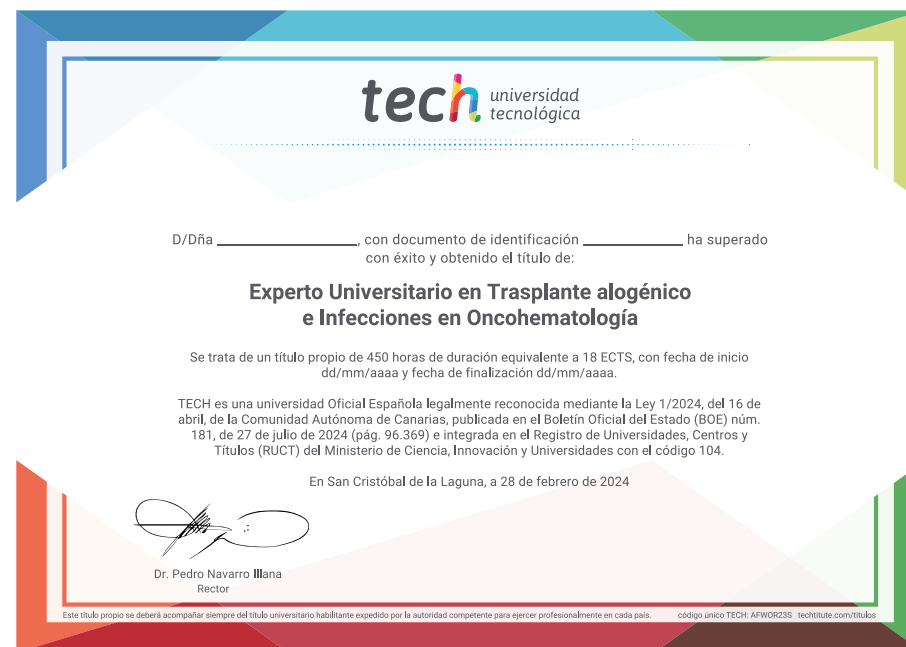 tech universidad
tecnológica
D/Dña ____________, con documento de identificación ____________ ha superado
con éxito y obtenido el título de:
Experto Universitario en Trasplante alogénico
e Infecciones en Oncohematología
Se trata de un título propio de 450 horas de duración equivalente a 18 ECTS, con fecha de inicio
dd/mm/aaaa y fecha de finalización dd/mm/aaaa.
TECH es una universidad Oficial Española legalmente reconocida mediante la Ley 1/2024, del 16 de
abril, de la Comunidad Autónoma de Canarias, publicada en el Boletín Oficial del Estado (BOE) núm.
181, de 27 de julio de 2024 (pág. 96.369) e integrada en el Registro de Universidades, Centros y
Títulos (RUCT) del Ministerio de Ciencia, Innovación y Universidades con el código 104.
En San Cristóbal de la Laguna, a 28 de febrero de 2024
Dr. Pedro Navarro Illana
Rector
Este título propio se deberá acompañar siempre del título universitario habilitante expedido por la autoridad competente para ejercer profesionalmente en cada país. código único TECH: AFWOR23S techtitute.com/titulos